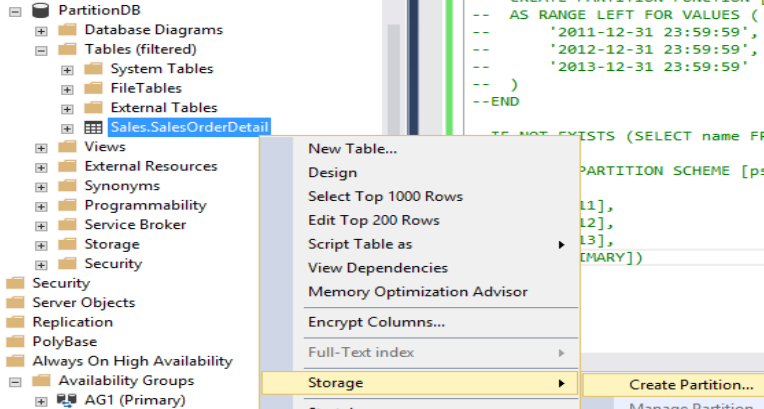 PartitionDB
Database Diagrams
Tables (filtered)
System Tables
FileTables
External Tables
Sales.SalesOrderDetail
Views
External Resources
Synonyms
Programmability
Service Broker
Storage
Security
Security
Server Objects
Replication
PolyBase
Always On High Availability
Availability Groups
AG1 (Primary)
-- AS RANGE LEFT FOR VALUES (
-- '2011-12-31 23:59:59',
-- '2012-12-31 23:59:59',
-- '2013-12-31 23:59:59'
-- )
--END
IF NOT EXISTS (SELECT name FR
PARTITION SCHEME [ps
11],
12],
13],
IMARY])
New Table...
Design
Select Top 1000 Rows
Edit Top 200 Rows
Script Table as
View Dependencies
Memory Optimization Advisor
Encrypt Columns...
Full-Text index
Storage
Create Partition...
Manage Partition